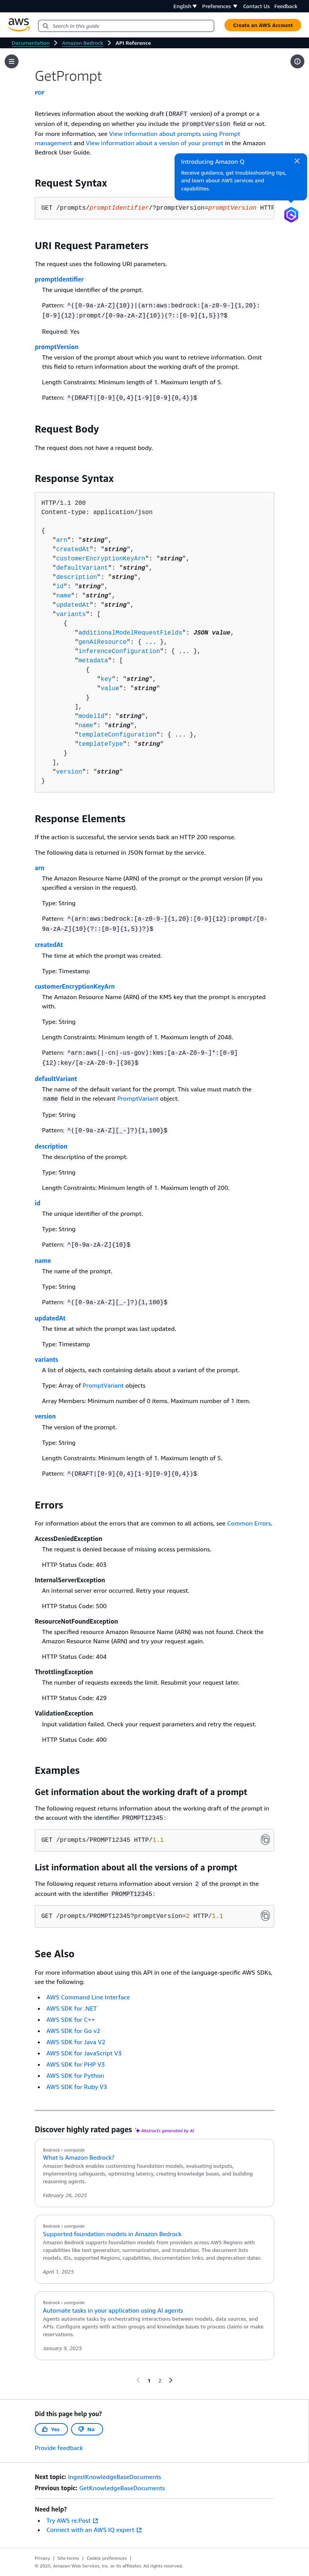 English Preferences Contact Us Feedback
aws
Search in this guide
Create an AWS Account
Documentation > Amazon Bedrock > API Reference
GetPrompt
PDF
Introducing Amazon Q
Receive guidance, get troubleshooting tips,
and learn about AWS services and
capabilities.
Retrieves information about the working draft (DRAFT version) of a prompt or a
version of it, depending on whether you include the promptVersion field or not.
For more information, see View information about prompts using Prompt
management and View information about a version of your prompt in the Amazon
Bedrock User Guide.
Request Syntax
GET /prompts/promptIdentifier/?promptVersion=promptVersion HTTP
URI Request Parameters
The request uses the following URI parameters.
promptIdentifier
The unique identifier of the prompt.
Pattern: ^([0-9a-zA-Z]{10})|(arn:aws:bedrock:[a-z0-9-]{1,20}:
[0-9]{12}:prompt/[0-9a-zA-Z]{10})(?::[0-9]{1,5})?$
Required: Yes
promptVersion
The version of the prompt about which you want to retrieve information. Omit
this field to return information about the working draft of the prompt.
Length Constraints: Minimum length of 1. Maximum length of 5.
Pattern: ^(DRAFT|[0-9]{0,4}[1-9][0-9]{0,4})$
Request Body
The request does not have a request body.
Response Syntax
HTTP/1.1 200
Content-type: application/json
{
"arn": "string",
"createdAt": "string",
"customerEncryptionKeyArn": "string",
"defaultVariant": "string",
"description": "string",
"id": "string",
"name": "string",
"updatedAt": "string",
"variants": [
{
"additionalModelRequestFields": JSON value,
"genAiResource": { ... },
"inferenceConfiguration": { ... },
"metadata": [
{
"key": "string",
"value": "string"
}
],
"modelId": "string",
"name": "string",
"templateConfiguration": { ... },
"templateType": "string"
}
],
"version": "string"
}
Response Elements
If the action is successful, the service sends back an HTTP 200 response.
The following data is returned in JSON format by the service.
arn
The Amazon Resource Name (ARN) of the prompt or the prompt version (if you
specified a version in the request).
Type: String
Pattern: ^(arn:aws:bedrock:[a-z0-9-]{1,20}:[0-9]{12}:prompt/[0-
9a-zA-Z]{10}(?::[0-9]{1,5})?)$
createdAt
The time at which the prompt was created.
Type: Timestamp
customerEncryptionKeyArn
The Amazon Resource Name (ARN) of the KMS key that the prompt is encrypted
with.
Type: String
Length Constraints: Minimum length of 1. Maximum length of 2048.
Pattern: ^arn:aws(|-cn|-us-gov):kms:[a-zA-Z0-9-]*:[0-9]
{12}:key/[a-zA-Z0-9-]{36}$
defaultVariant
The name of the default variant for the prompt. This value must match the
name field in the relevant PromptVariant object.
Type: String
Pattern: ^([0-9a-zA-Z][_-]?){1,100}$
description
The descriptino of the prompt.
Type: String
Length Constraints: Minimum length of 1. Maximum length of 200.
id
The unique identifier of the prompt.
Type: String
Pattern: ^[0-9a-zA-Z]{10}$
name
The name of the prompt.
Type: String
Pattern: ^([0-9a-zA-Z][_-]?){1,100}$
updatedAt
The time at which the prompt was last updated.
Type: Timestamp
variants
A list of objects, each containing details about a variant of the prompt.
Type: Array of PromptVariant objects
Array Members: Minimum number of 0 items. Maximum number of 1 item.
version
The version of the prompt.
Type: String
Length Constraints: Minimum length of 1. Maximum length of 5.
Pattern: ^(DRAFT|[0-9]{0,4}[1-9][0-9]{0,4})$
Errors
For information about the errors that are common to all actions, see Common Errors.
AccessDeniedException
The request is denied because of missing access permissions.
HTTP Status Code: 403
InternalServerException
An internal server error occurred. Retry your request.
HTTP Status Code: 500
ResourceNotFoundException
The specified resource Amazon Resource Name (ARN) was not found. Check the
Amazon Resource Name (ARN) and try your request again.
HTTP Status Code: 404
ThrottlingException
The number of requests exceeds the limit. Resubmit your request later.
HTTP Status Code: 429
ValidationException
Input validation failed. Check your request parameters and retry the request.
HTTP Status Code: 400
Examples
Get information about the working draft of a prompt
The following request returns information about the working draft of the prompt in
the account with the identifier PROMPT12345:
GET /prompts/PROMPT12345 HTTP/1.1
List information about all the versions of a prompt
The following request returns information about version 2 of the prompt in the
account with the identifier PROMPT12345:
GET /prompts/PROMPT12345?promptVersion=2 HTTP/1.1
See Also
For more information about using this API in one of the language-specific AWS SDKs,
see the following:
AWS Command Line Interface
AWS SDK for .NET
AWS SDK for C++
AWS SDK for Go v2
AWS SDK for Java V2
AWS SDK for JavaScript V3
AWS SDK for PHP V3
AWS SDK for Python
AWS SDK for Ruby V3
Discover highly rated pages Abstracts generated by AI
Bedrock › userguide
What is Amazon Bedrock?
Amazon Bedrock enables customizing foundation models, evaluating outputs,
implementing safeguards, optimizing latency, creating knowledge bases, and building
reasoning agents.
February 26, 2025
Bedrock › userguide
Supported foundation models in Amazon Bedrock
Amazon Bedrock supports foundation models from providers across AWS Regions with
capabilities like text generation, summarization, and translation. The document lists
models, IDs, supported Regions, capabilities, documentation links, and deprecation-dates.
April 1, 2025
Bedrock › userguide
Automate tasks in your application using AI agents
Agents automate tasks by orchestrating interactions between models, data sources, and
APIs. Configure agents with action groups and knowledge bases to process claims or make
reservations.
January 9, 2025
1 2
Did this page help you?
Yes No
Provide feedback
Next topic: IngestKnowledgeBaseDocuments
Previous topic: GetKnowledgeBaseDocuments
Need help?
Try AWS re:Post
Connect with an AWS IQ expert
Privacy | Site terms | Cookie preferences |
© 2025, Amazon Web Services, Inc. or its affiliates. All rights reserved.